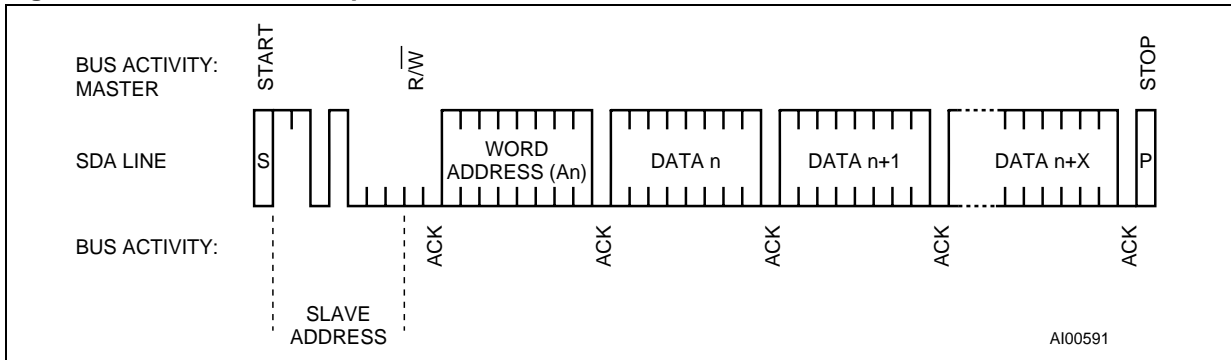 BUS ACTIVITY:
MASTER
START
R/W
STOP
SDA LINE
S
WORD
ADDRESS (An)
DATA n
DATA n+1
DATA n+X
P
BUS ACTIVITY:
ACK
ACK
ACK
ACK
ACK
SLAVE
ADDRESS
AI00591